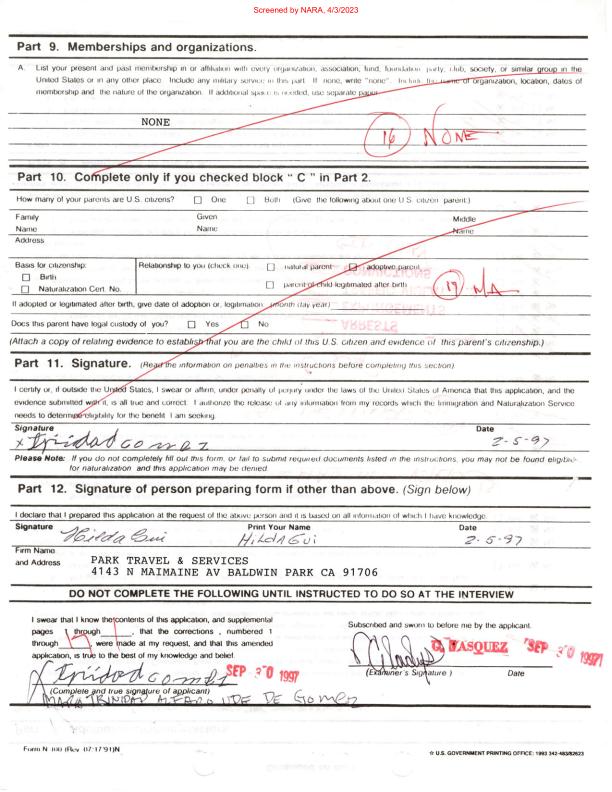 Screened by NARA, 4/3/2023
Part 9. Memberships and organizations.
A. List your present and past membership in or affiliation with every organization, association, fund, foundation, party, club, society, or similar group in the
United States or in any other place. Include any military service in this part. If none, write "none". Include the name of organization, location, dates of
membership and the nature of the organization. If additional space is needed, use separate paper.
NONE
16 NONE
Part 10. Complete only if you checked block " C " in Part 2.
How many of your parents are U.S. citizens? One Both (Give the following about one U.S. citizen parent:)
Family Given Middle
Name Name Name
Address
Basis for citizenship: Relationship to you (check one): natural parent adoptive parent
Birth
parent of child legitimated after birth
Naturalization Cert. No.
17 N/A
If adopted or legitimated after birth, give date of adoption or, legitimation: (month/day/year)
Does this parent have legal custody of you? Yes No
ARRESTS
(Attach a copy of relating evidence to establish that you are the child of this U.S. citizen and evidence of this parent's citizenship.)
Part 11. Signature. (Read the information on penalties in the instructions before completing this section)
I certify or, if outside the United States, I swear or affirm, under penalty of perjury under the laws of the United States of America that this application, and the
evidence submitted with it, is all true and correct. I authorize the release of any information from my records which the Immigration and Naturalization Service
needs to determine eligibility for the benefit I am seeking.
Signature Date
x trinidad gomez 2-5-97
Please Note: If you do not completely fill out this form, or fail to submit required documents listed in the instructions, you may not be found eligible
for naturalization and this application may be denied.
Part 12. Signature of person preparing form if other than above. (Sign below)
I declare that I prepared this application at the request of the above person and it is based on all information of which I have knowledge.
Signature Print Your Name Date
Hilda Gui HildA Gui 2-5-97
Firm Name
and Address
PARK TRAVEL & SERVICES
4143 N MAIMAINE AV BALDWIN PARK CA 91706
DO NOT COMPLETE THE FOLLOWING UNTIL INSTRUCTED TO DO SO AT THE INTERVIEW
I swear that I know the contents of this application, and supplemental
pages 1 through , that the corrections , numbered 1
through were made at my request, and that this amended
application, is true to the best of my knowledge and belief.
Subscribed and sworn to before me by the applicant.
trinidad gomez SEP 30 1997
G. VASQUEZ SEP 30 1997
(Complete and true signature of applicant)
(Examiner's Signature ) Date
MARIA TRINIDAD ALFARO VDE DE Gomez
Form N-400 (Rev. 07/17/91)N
☆ U.S. GOVERNMENT PRINTING OFFICE: 1993 342-483/82623